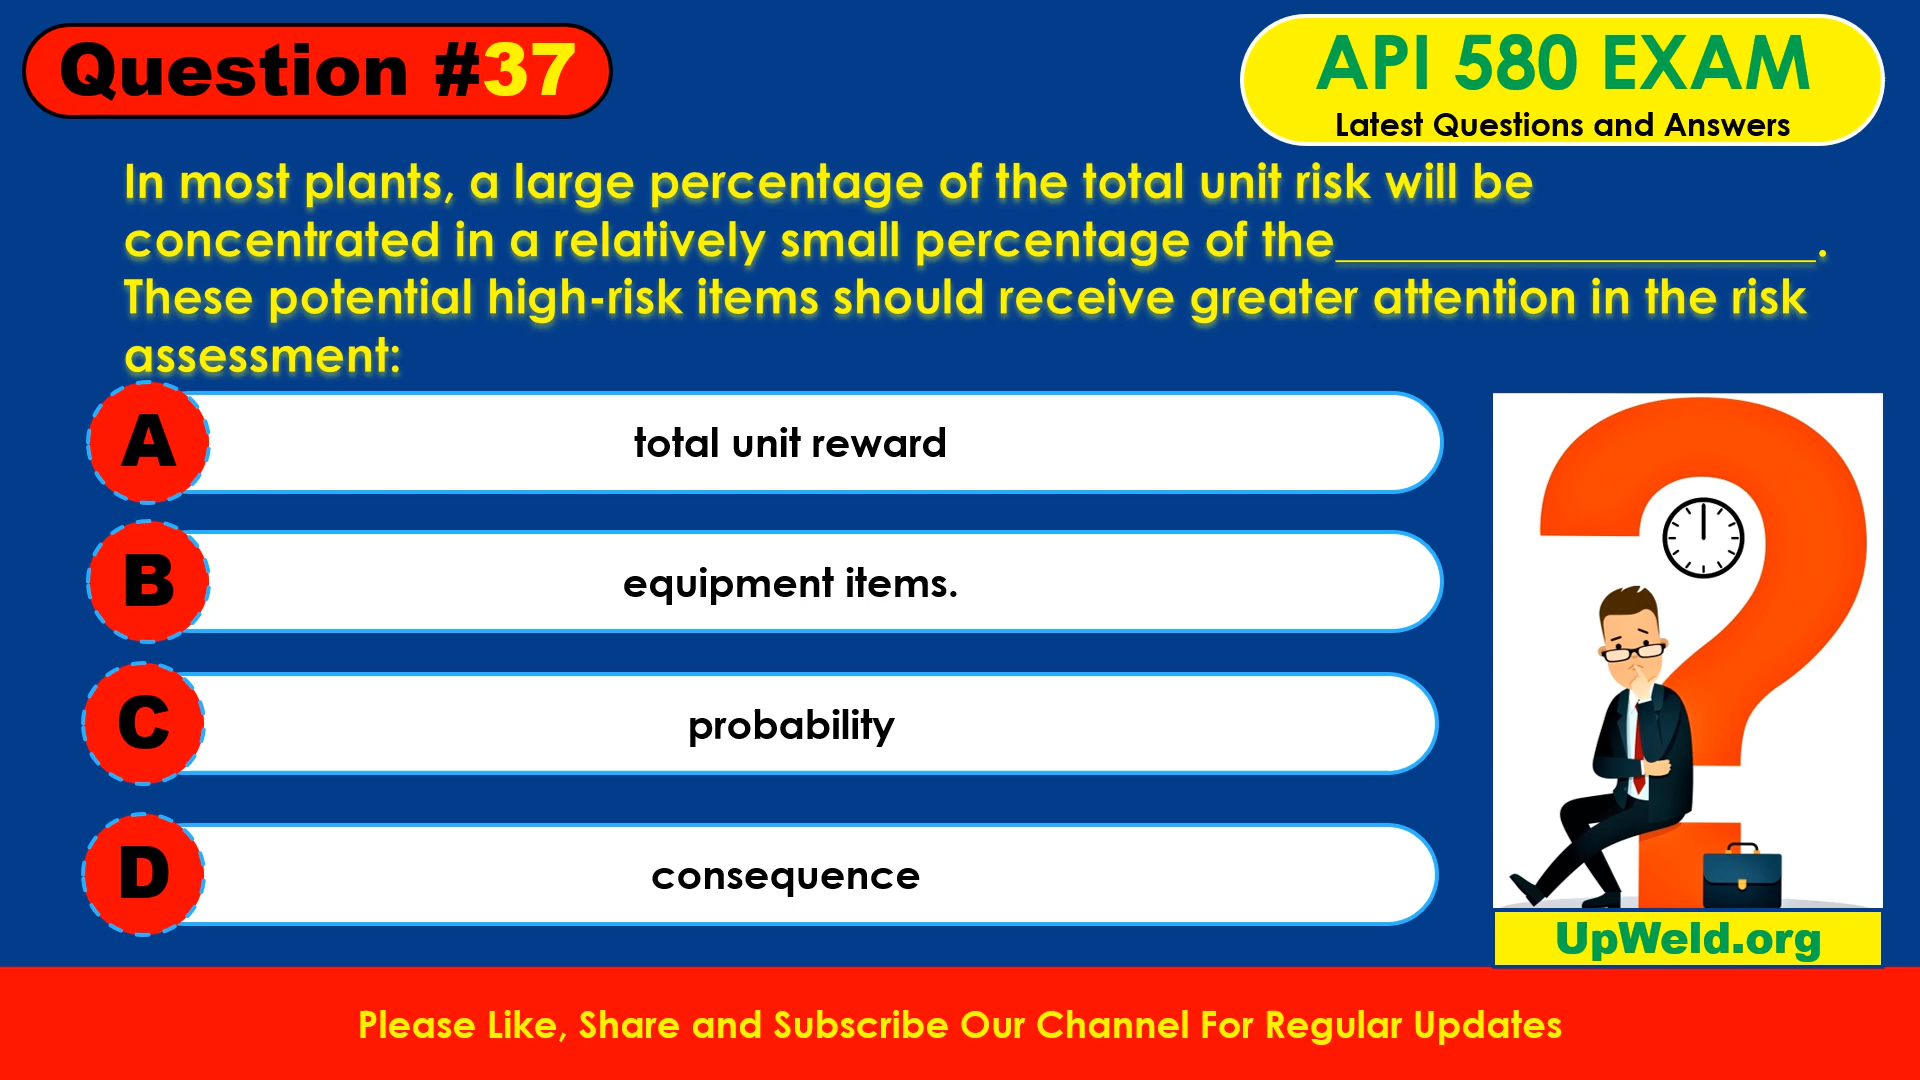 Question #37
API 580 EXAM
Latest Questions and Answers
In most plants, a large percentage of the total unit risk will be
concentrated in a relatively small percentage of the____________________.
These potential high-risk items should receive greater attention in the risk
assessment:
A
total unit reward
B
equipment items.
C
probability
D
consequence
UpWeld.org
Please Like, Share and Subscribe Our Channel For Regular Updates